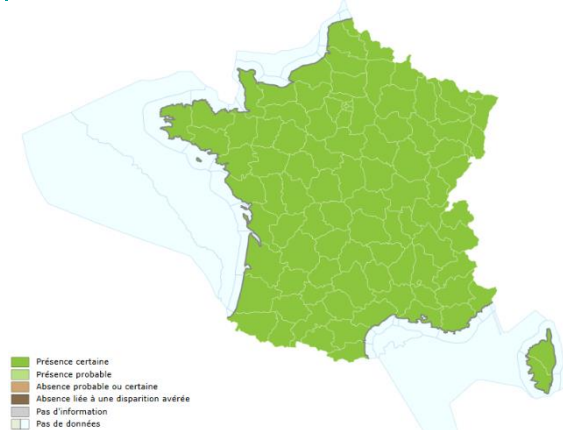 Présence certaine
Présence probable
Absence probable ou certaine
Absence liée à une disparition avérée
Pas d'information
Pas de données